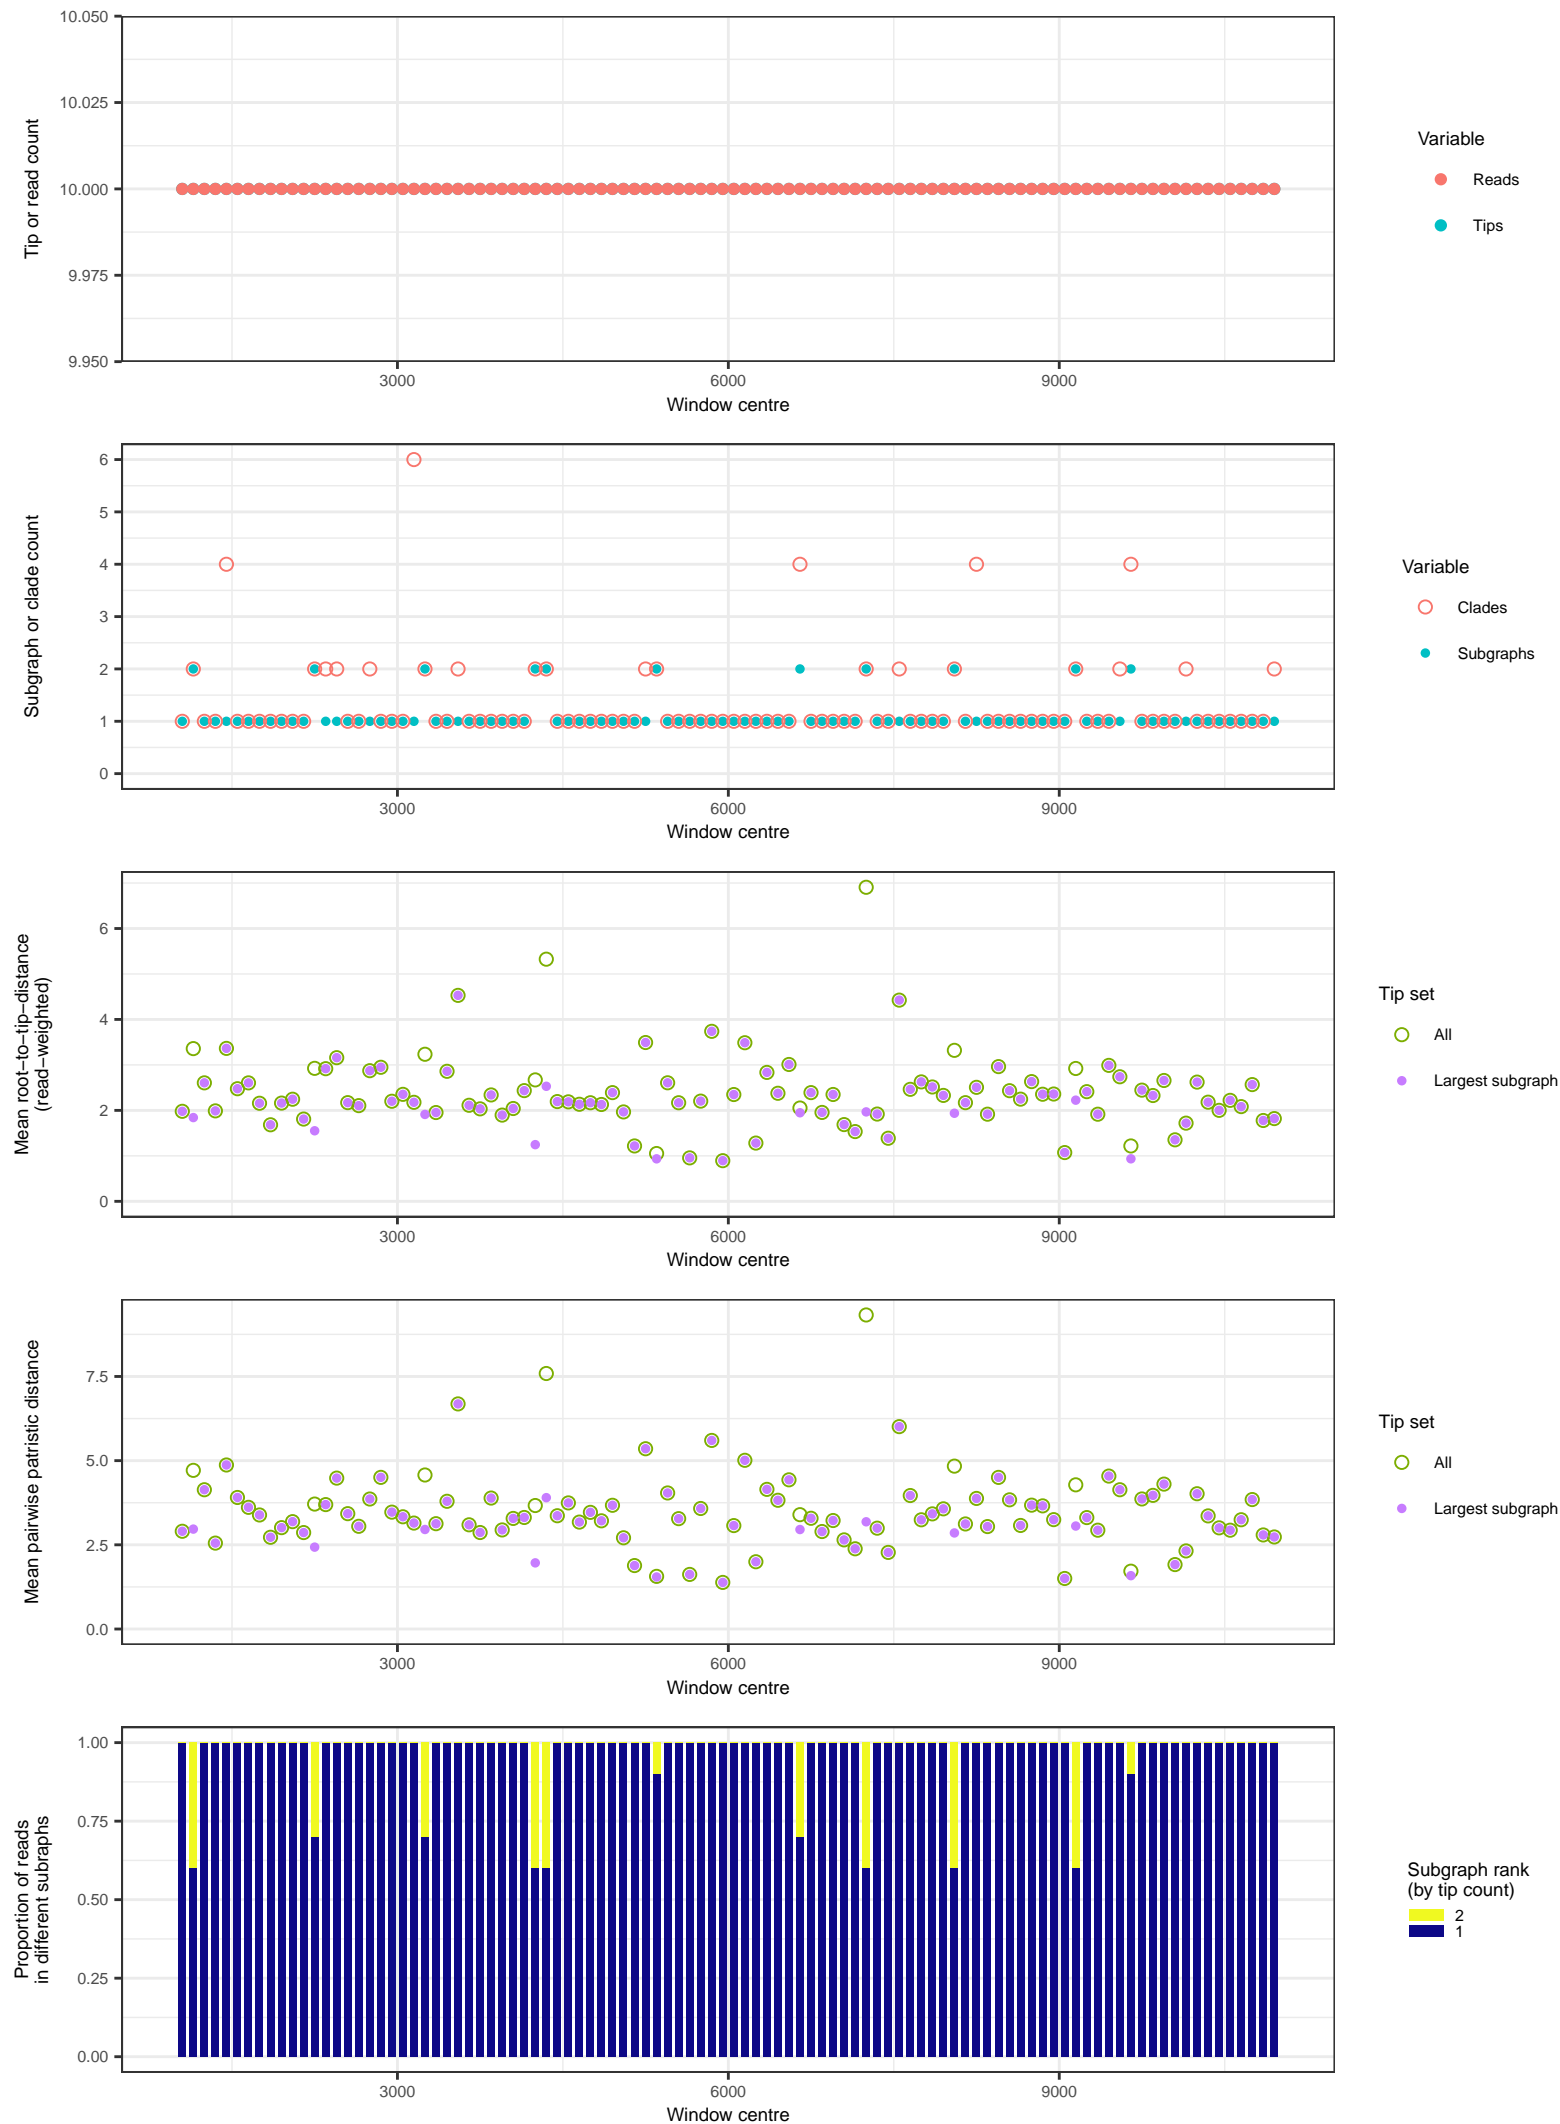 10.050
10.025
10.000
9.975
9.950
Tip or read count
3000
6000
9000
Window centre
Variable
Reads
Tips
6
5
4
3
2
1
0
Subgraph or clade count
3000
6000
9000
Window centre
Variable
Clades
Subgraphs
6
4
2
0
Mean root−to−tip−distance
(read−weighted)
3000
6000
9000
Window centre
Tip set
All
Largest subgraph
7.5
5.0
2.5
0.0
Mean pairwise patristic distance
3000
6000
9000
Window centre
Tip set
All
Largest subgraph
1.00
0.75
0.50
0.25
0.00
Proportion of reads
in different subraphs
3000
6000
9000
Window centre
Subgraph rank
(by tip count)
2
1